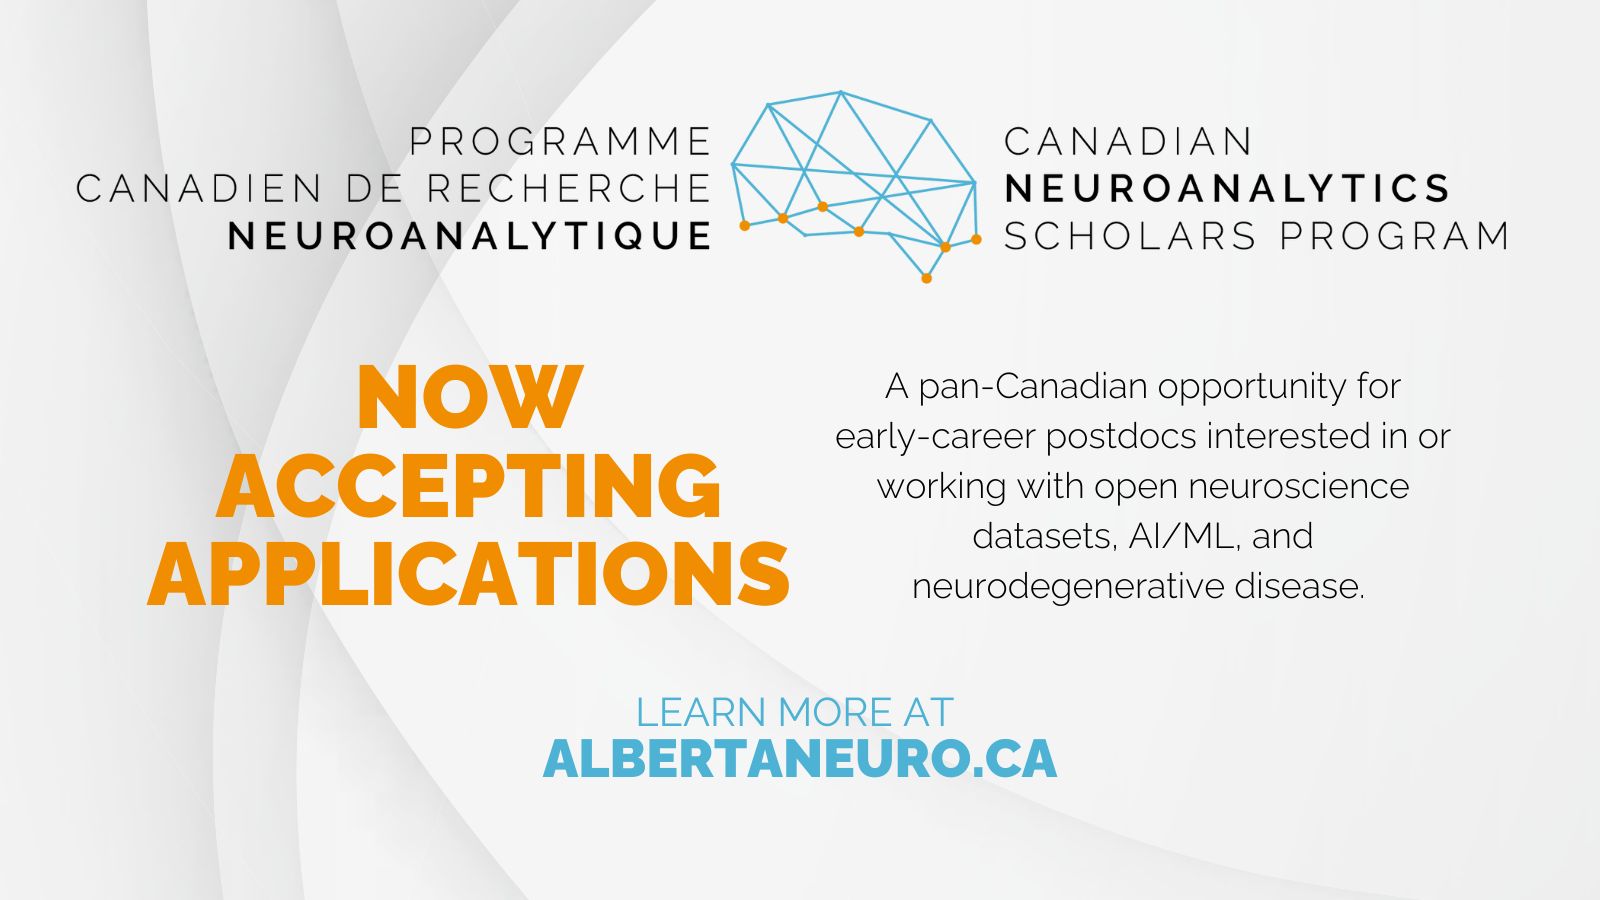 PROGRAMME
CANADIEN DE RECHERCHE
NEUROANALYTIQUE
CANADIAN
NEUROANALYTICS
SCHOLARS PROGRAM
NOW
ACCEPTING
APPLICATIONS
A pan-Canadian opportunity for
early-career postdocs interested in or
working with open neuroscience
datasets, AI/ML, and
neurodegenerative disease.
LEARN MORE AT
ALBERTANEURO.CA